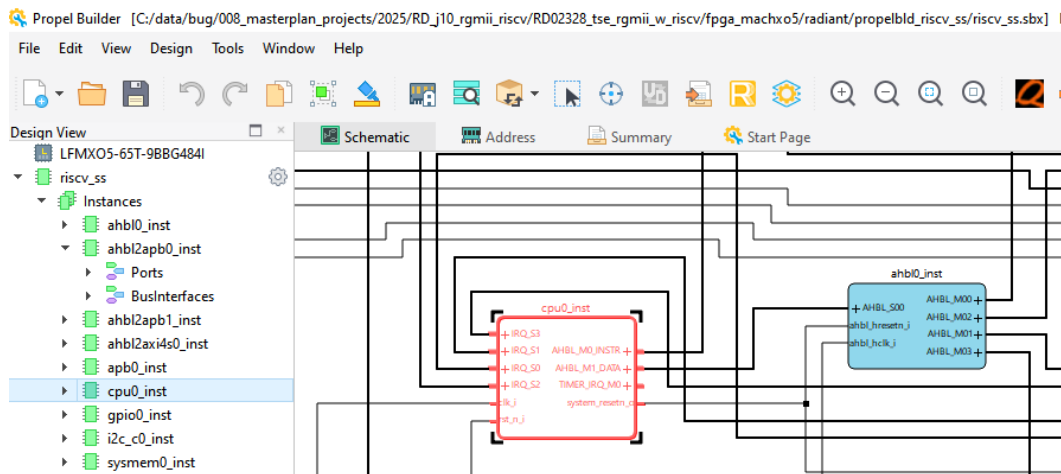 Propel Builder [C:/data/bug/008_masterplan_projects/2025/RD_j10_rgmii_riscv/RD02328_tse_rgmii_w_riscv/fpga_machxo5/radiant/propelbld_riscv_ss/riscv_ss.sbx]
File Edit View Design Tools Window Help
Design View
Schematic Address Summary Start Page
LFMXO5-65T-9BBG484I
riscv_ss
Instances
ahbl0_inst
ahbl2apb0_inst
Ports
BusInterfaces
ahbl2apb1_inst
ahbl2axi4s0_inst
apb0_inst
cpu0_inst
gpio0_inst
i2c_c0_inst
sysmem0_inst
cpu0_inst
IRQ_S3
IRQ_S1 AHBL_M0_INSTR
IRQ_S0 AHBL_M1_DATA
IRQ_S2 TIMER_IRQ_M0
clk_i system_resetn_o
rst_n_i
ahbl0_inst
AHBL_M00
AHBL_S00 AHBL_M02
ahbl_hresetn_i AHBL_M01
ahbl_hclk_i AHBL_M03